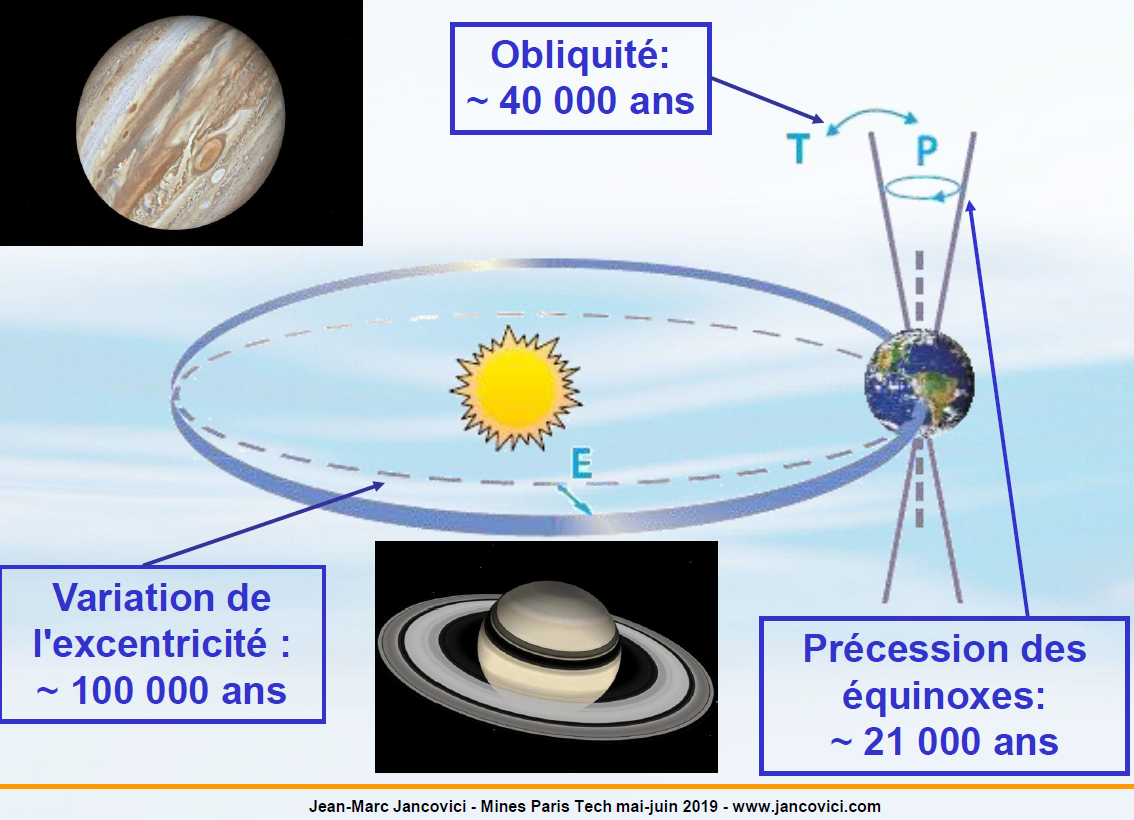 Obliquité:
~ 40 000 ans
T
P
E
Variation de
l'excentricité :
~ 100 000 ans
Précession des
équinoxes:
~ 21 000 ans
Jean-Marc Jancovici - Mines Paris Tech mai-juin 2019 - www.jancovici.com